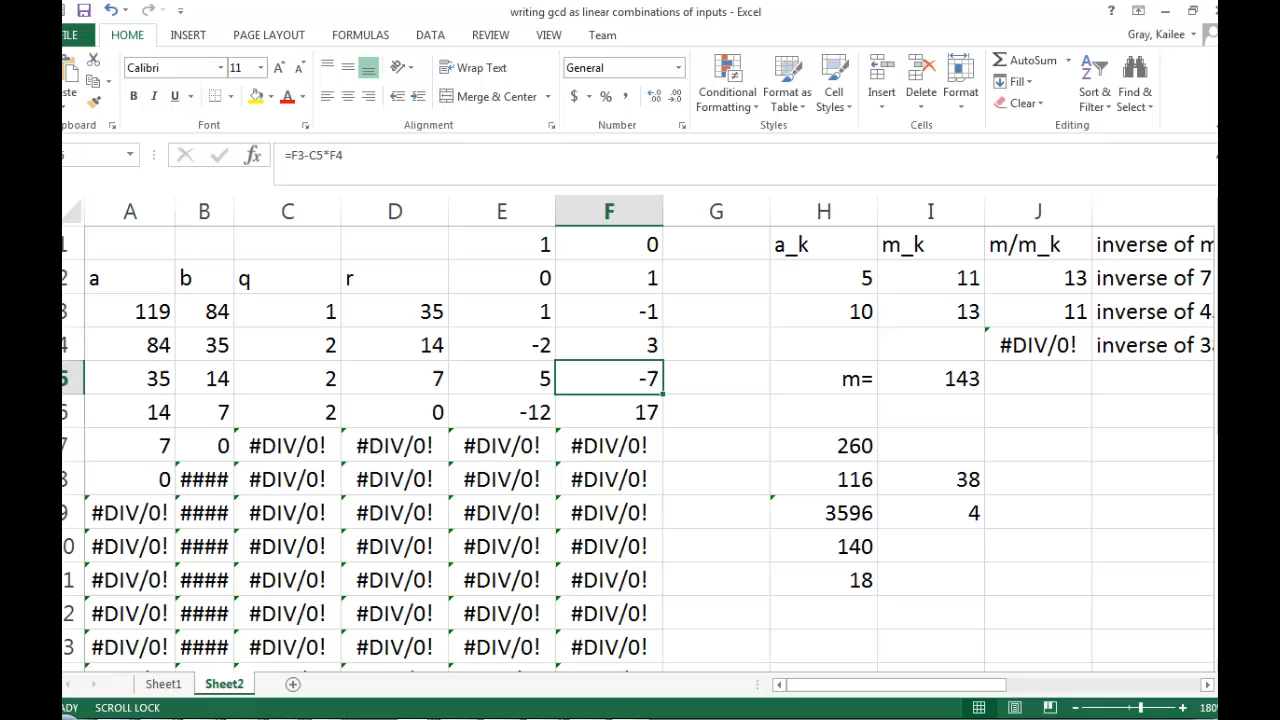 writing gcd as linear combinations of inputs - Excel
?
FILE HOME INSERT PAGE LAYOUT FORMULAS DATA REVIEW VIEW Team Gray, Kailee
Calibri 11 A A Wrap Text General AutoSum
B I U A Merge & Center $ % , .00 Conditional Formatting Format as Table Cell Styles Insert Delete Format Fill Clear Sort & Filter Find & Select
Font Alignment Number Styles Cells Editing
fx =F3-C5*F4
A B C D E F G H I J
1 0 a_k m_k m/m_k inverse of m
a b q r 0 1 5 11 13 inverse of 7
119 84 1 35 1 -1 10 13 11 inverse of 4
84 35 2 14 -2 3 #DIV/0! inverse of 3
35 14 2 7 5 -7 m= 143
14 7 2 0 -12 17
7 0 #DIV/0! #DIV/0! #DIV/0! #DIV/0! 260
0 #### #DIV/0! #DIV/0! #DIV/0! #DIV/0! 116 38
#DIV/0! #### #DIV/0! #DIV/0! #DIV/0! #DIV/0! 3596 4
#DIV/0! #### #DIV/0! #DIV/0! #DIV/0! #DIV/0! 140
#DIV/0! #### #DIV/0! #DIV/0! #DIV/0! #DIV/0! 18
#DIV/0! #### #DIV/0! #DIV/0! #DIV/0! #DIV/0!
#DIV/0! #### #DIV/0! #DIV/0! #DIV/0! #DIV/0!
Sheet1 Sheet2
SCROLL LOCK